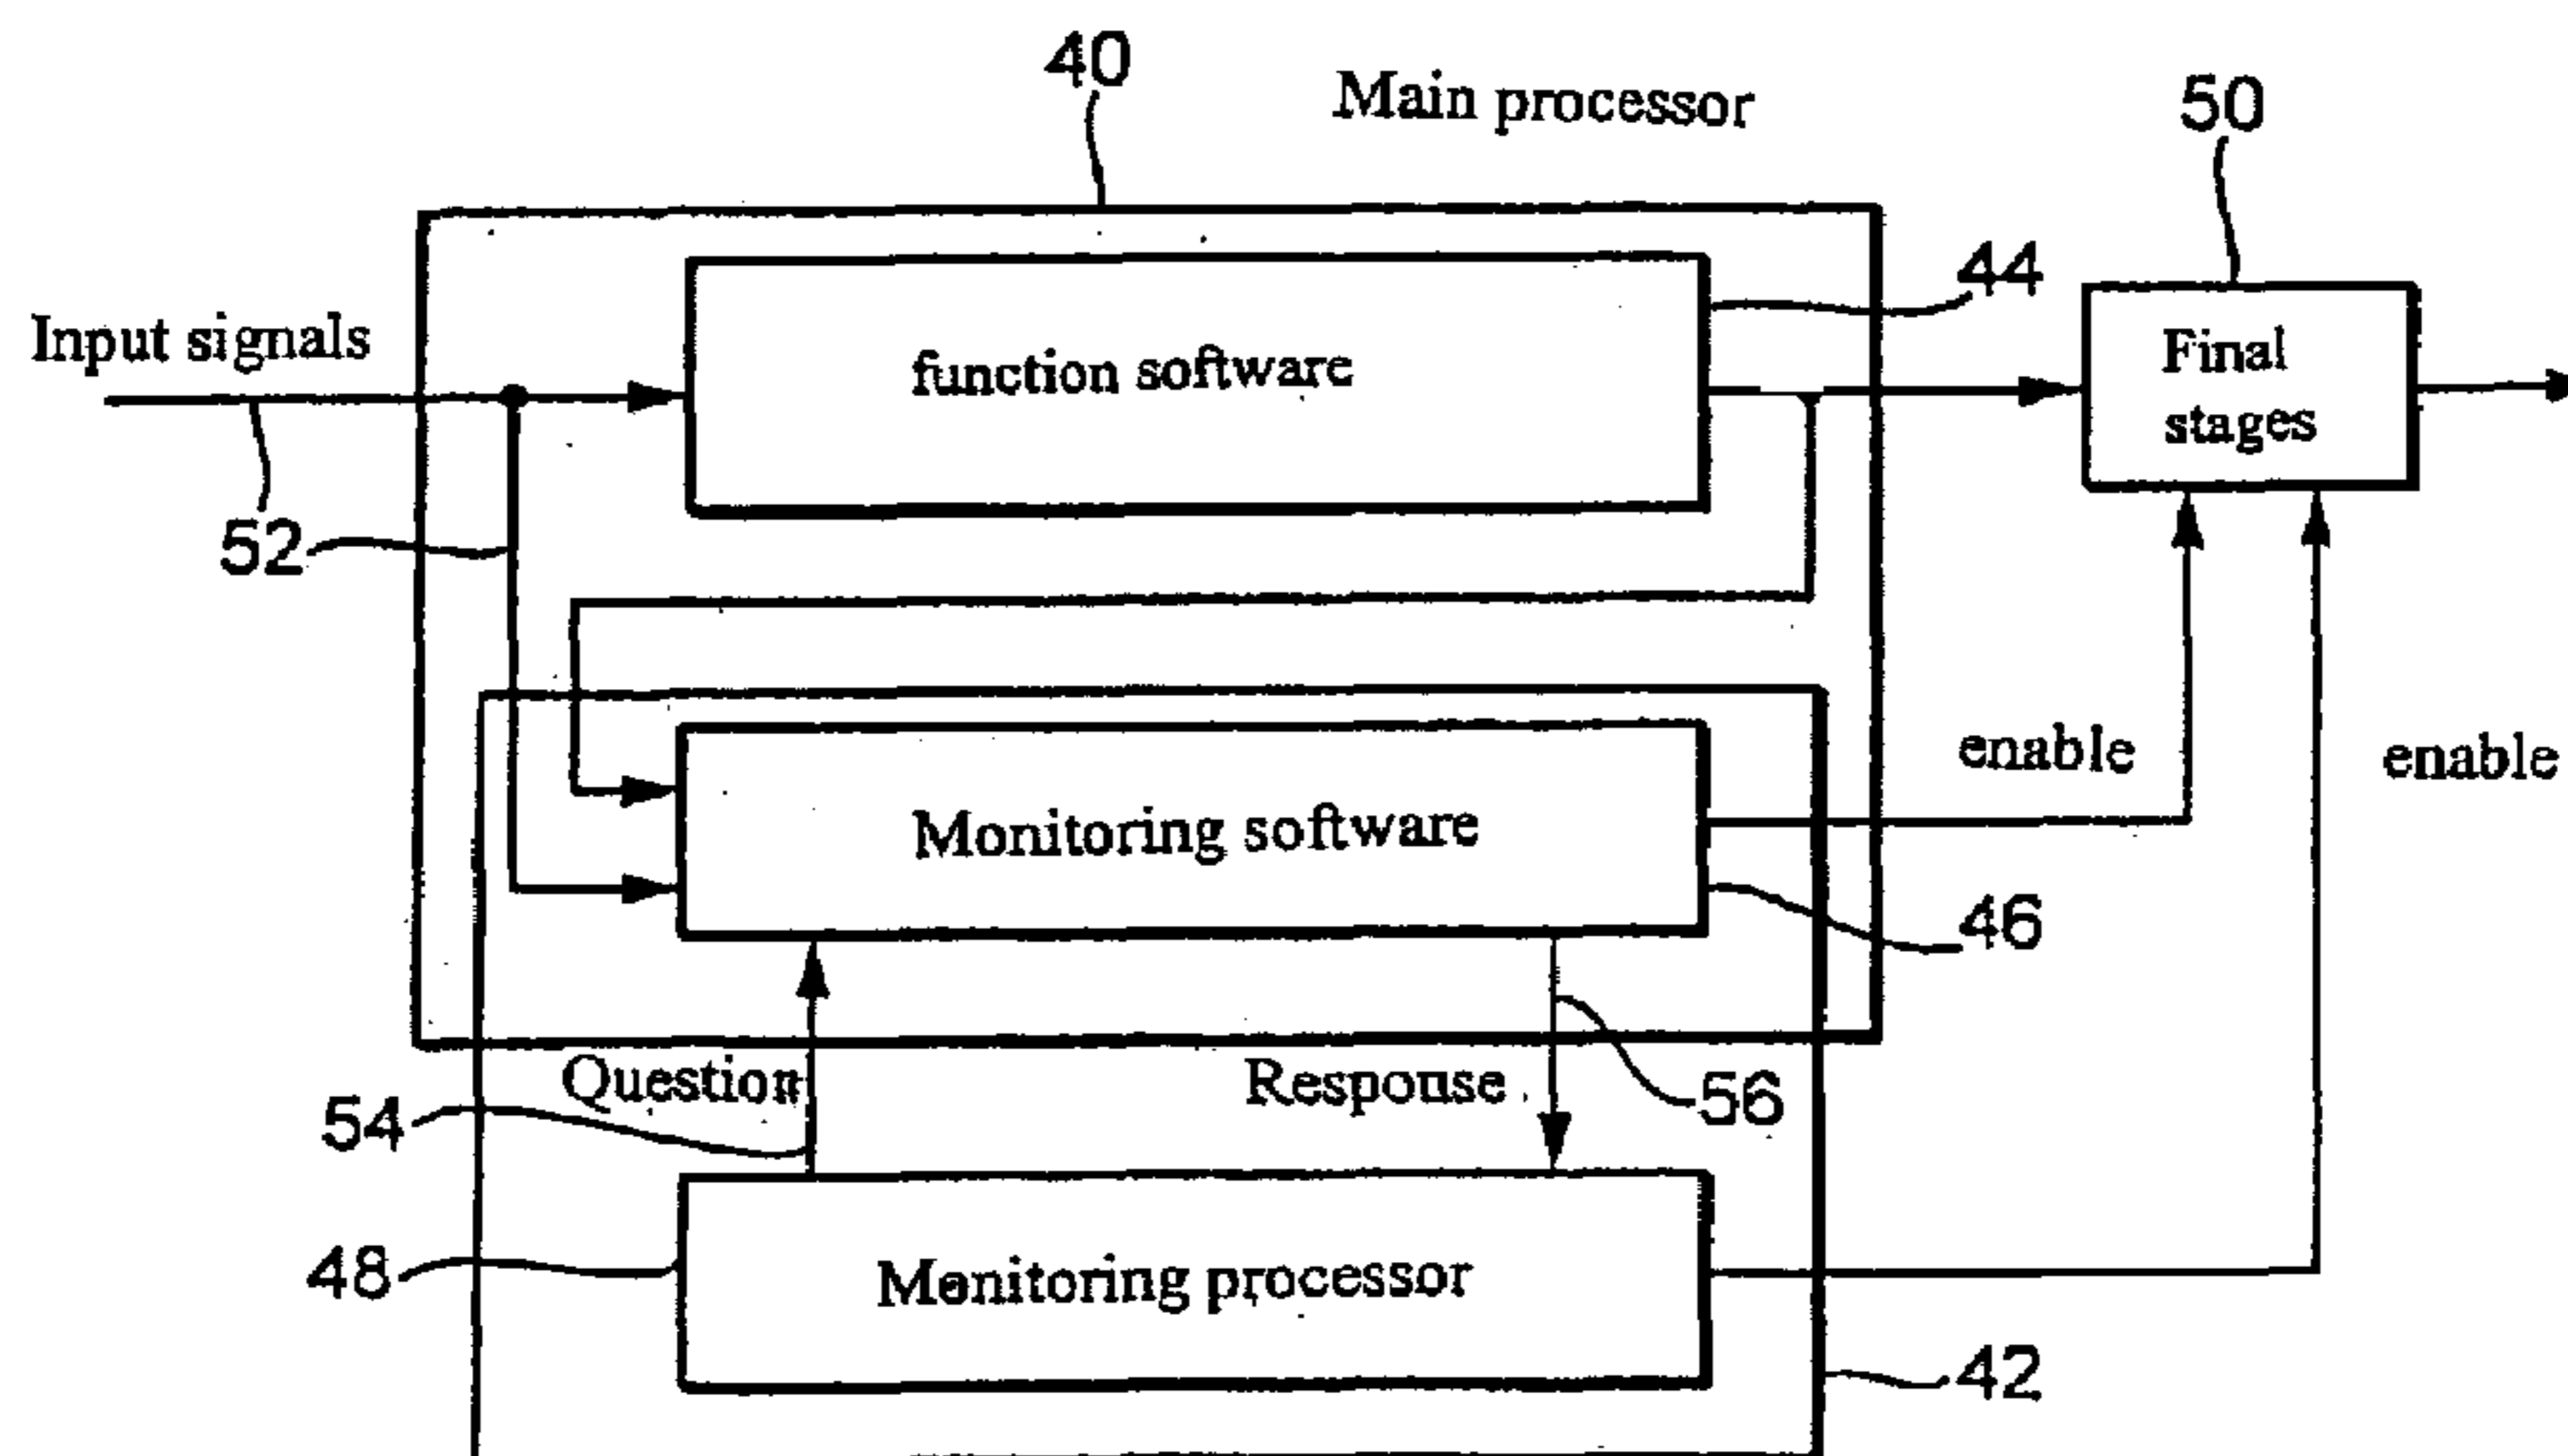 40
Main processor
50
44
Input signals
function software
Final
stages
52
enable
enable
Monitoring software
46
Question
Response
54
56
48
Monitoring processor
42